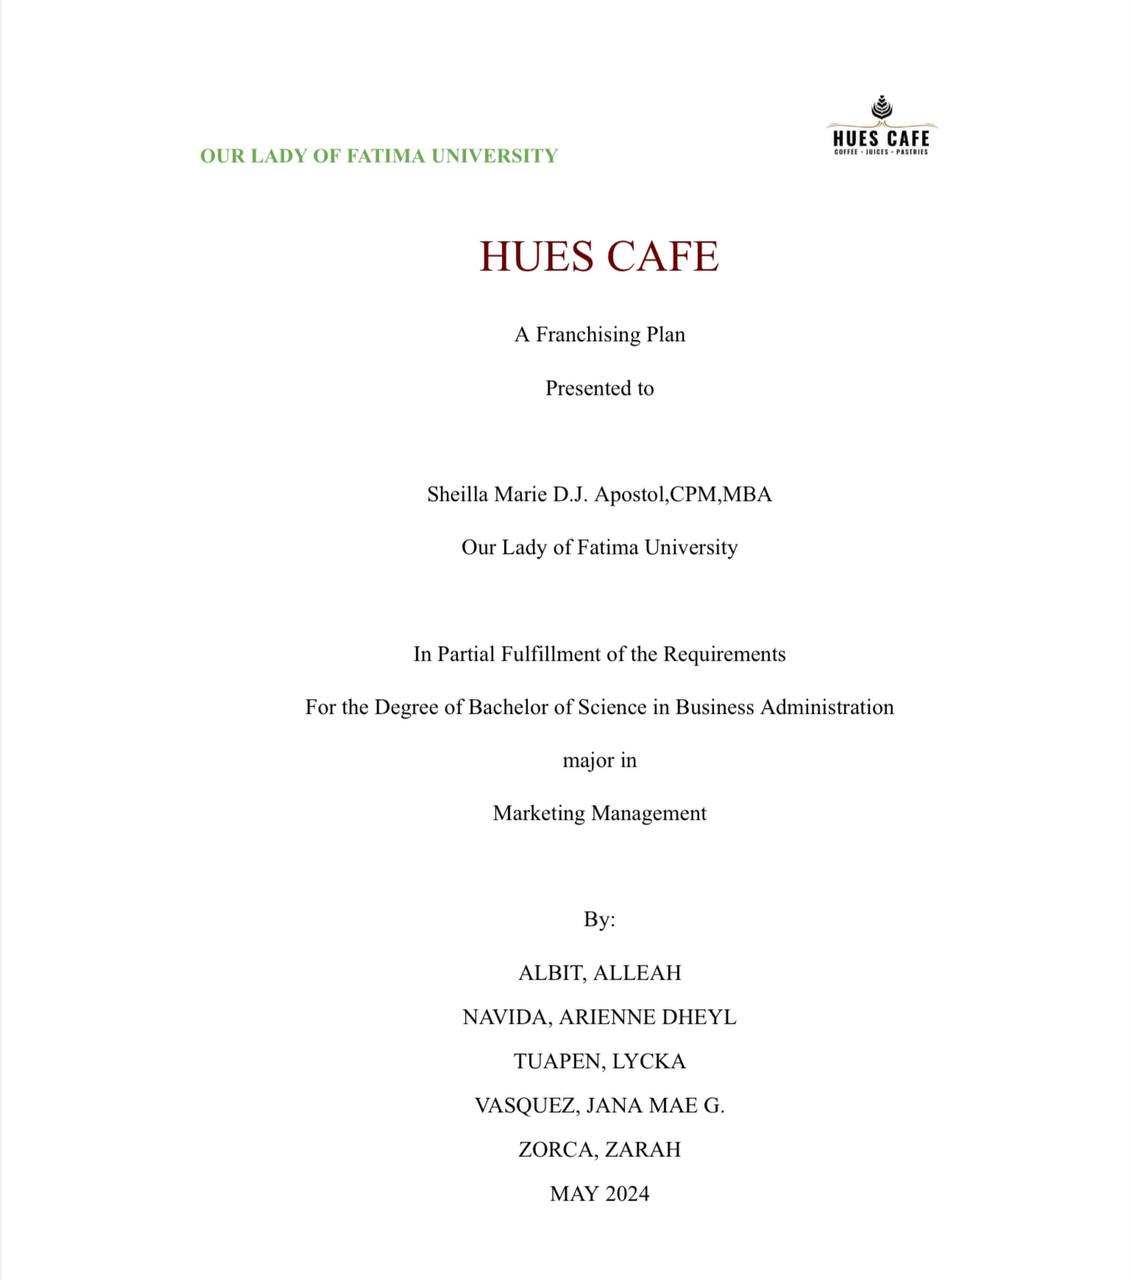 OUR LADY OF FATIMA UNIVERSITY
HUES CAFE
COFFEE - JUICES - PASTRIES
HUES CAFE
A Franchising Plan
Presented to
Sheilla Marie D.J. Apostol,CPM,MBA
Our Lady of Fatima University
In Partial Fulfillment of the Requirements
For the Degree of Bachelor of Science in Business Administration
major in
Marketing Management
By:
ALBIT, ALLEAH
NAVIDA, ARIENNE DHEYL
TUAPEN, LYCKA
VASQUEZ, JANA MAE G.
ZORCA, ZARAH
MAY 2024